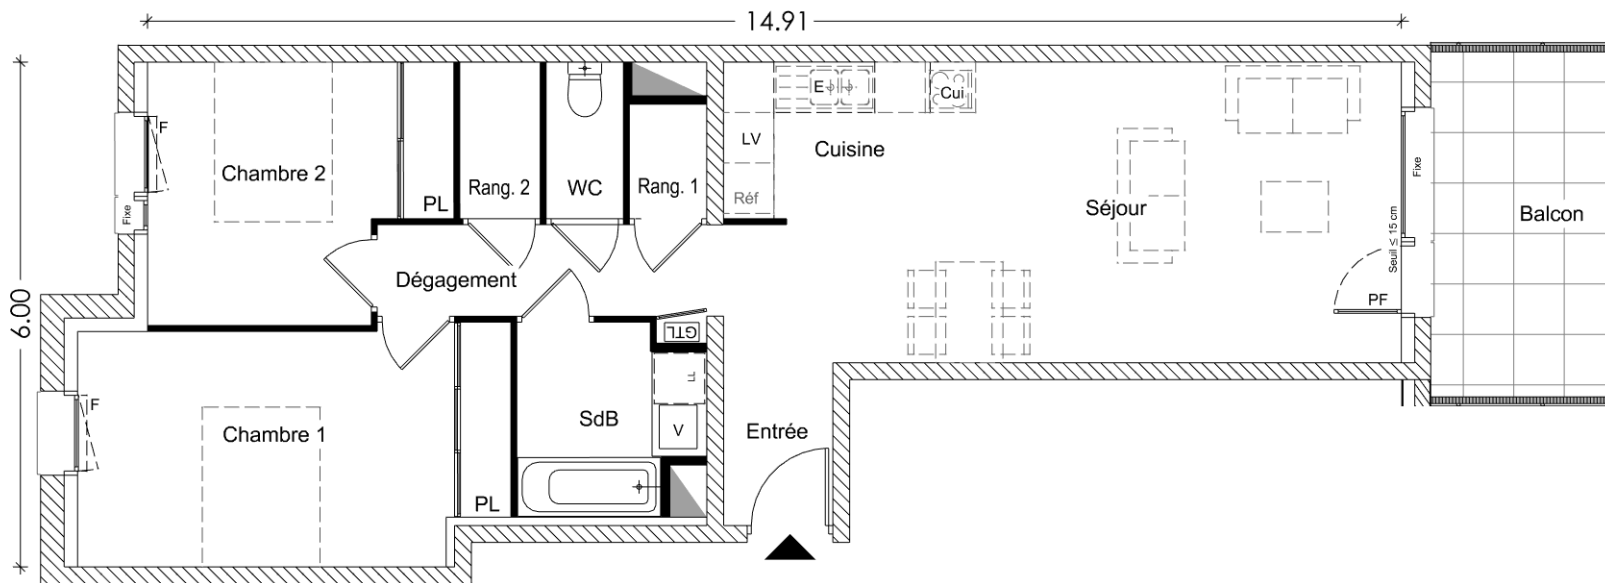 14.91
6.00
F
Fixe
Chambre 2
PL
Rang. 2
WC
Rang. 1
E
Cui
LV
Réf
Cuisine
Séjour
Fixe
Seuil ≤ 15 cm
PF
Balcon
Dégagement
GTL
F
Chambre 1
PL
SdB
LL
V
Entrée